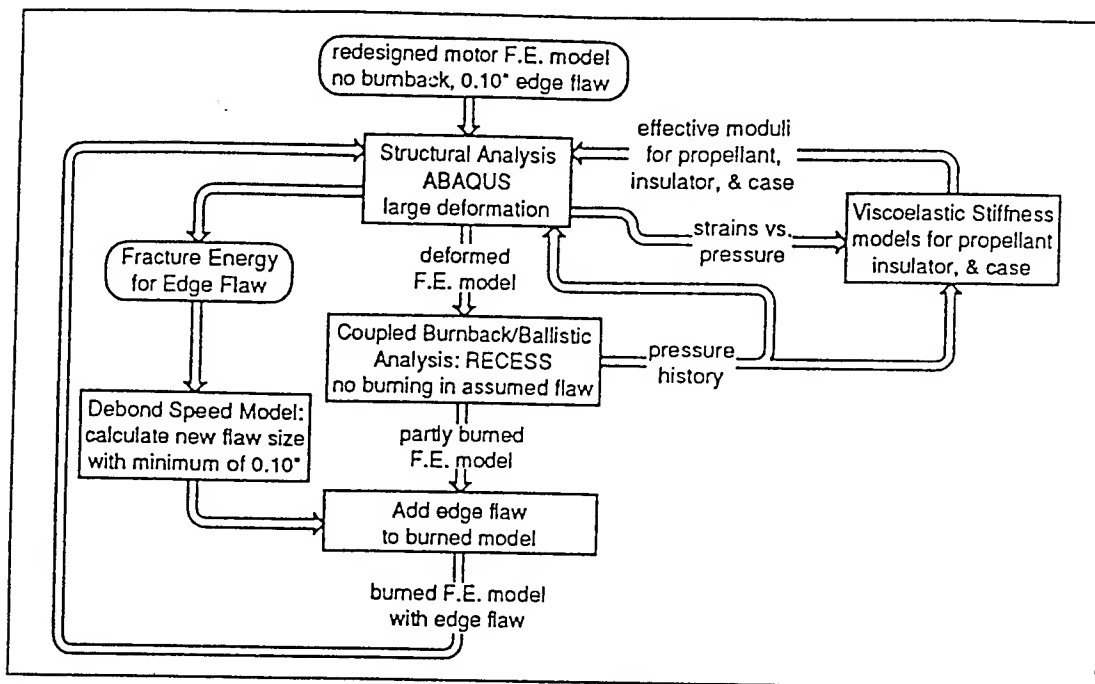 redesigned motor F.E. model
no burnback, 0.10" edge flaw
Structural Analysis
ABAQUS
large deformation
effective moduli
for propellant,
insulator, & case
Viscoelastic Stiffness
models for propellant
insulator, & case
strains vs.
pressure
Fracture Energy
for Edge Flaw
deformed
F.E. model
Coupled Burnback/Ballistic
Analysis: RECESS
no burning in assumed flaw
pressure
history
Debond Speed Model:
calculate new flaw size
with minimum of 0.10"
partly burned
F.E. model
Add edge flaw
to burned model
burned F.E. model
with edge flaw